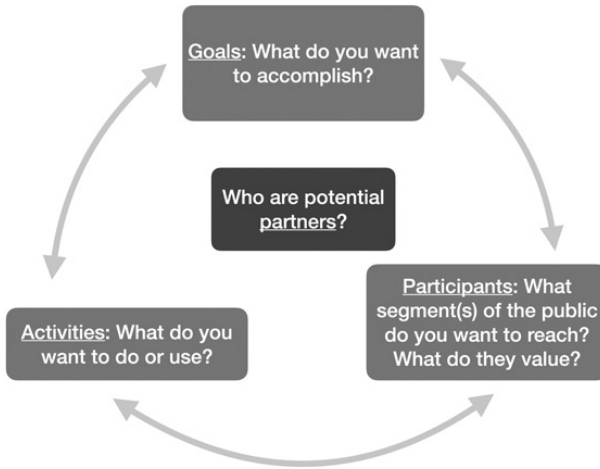 Goals: What do you want
to accomplish?
Who are potential
partners?
Activities: What do you
want to do or use?
Participants: What
segment(s) of the public
do you want to reach?
What do they value?